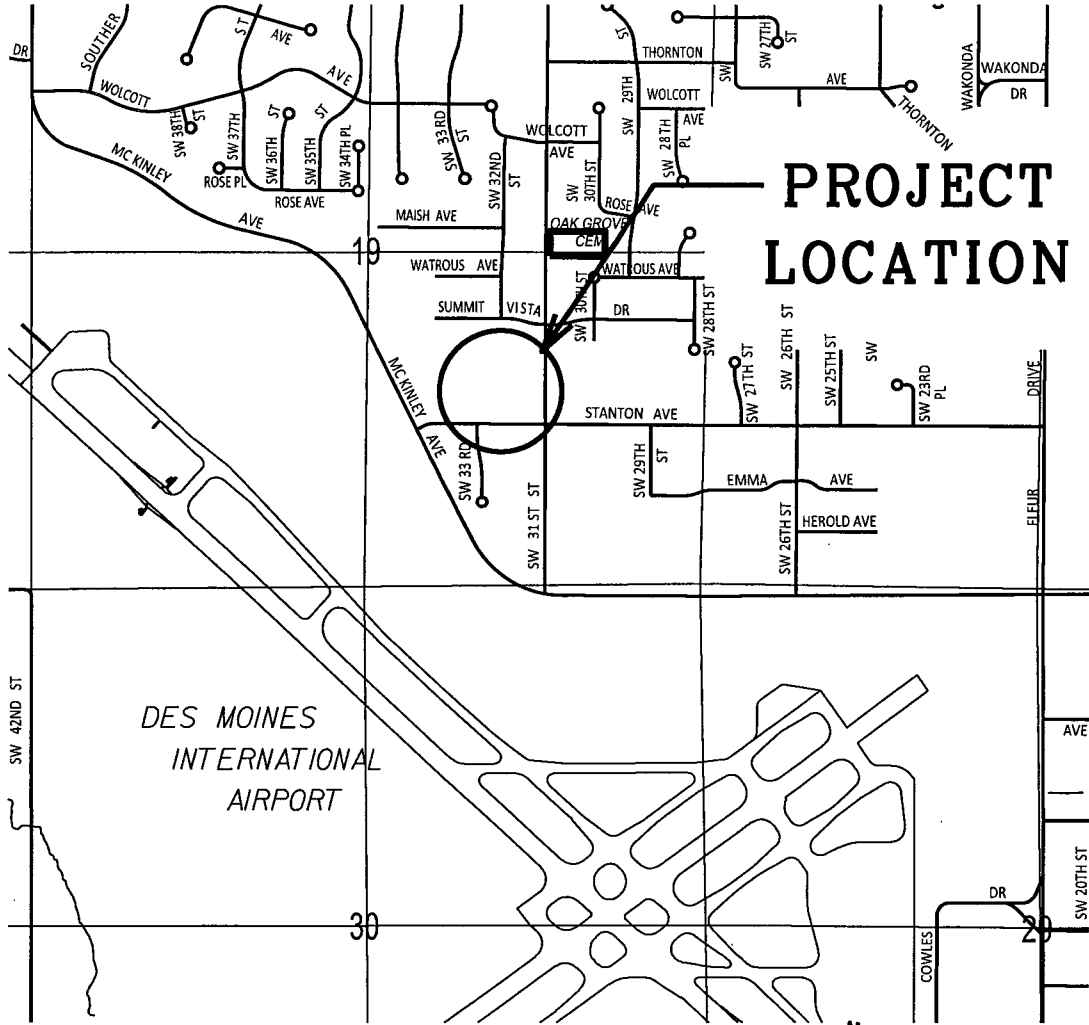 DR
SOUTHER
ST
AVE
WOLCOTT
AVE
ST
SW 38TH
ST
SW 37TH
SW 36TH
SW 35TH
ST
SW 34TH PL
ROSE PL
ROSE AVE
SW 33RD
ST
MC KINLEY
AVE
THORNTON
SW
SW 27TH
ST
AVE
THORNTON
WAKONDA
WAKONDA
DR
SW 29TH
ST
WOLCOTT
AVE
SW 28TH
PL
WOLCOTT
AVE
SW 32ND
ST
SW
30TH ST
ROSE AVE
MAISH AVE
OAK GROVE
CEM
19
WATROUS AVE
WATROUS AVE
SUMMIT VISTA DR
SW 30TH ST
SW 28TH ST
PROJECT
LOCATION
MC KINLEY
AVE
SW 27TH ST
SW 26TH ST
SW 25TH ST
SW
SW 23RD
PL
DRIVE
STANTON AVE
SW 33 RD
SW 29TH
ST
EMMA AVE
SW 31 ST ST
SW 26TH ST
HEROLD AVE
FLEUR
SW 42ND ST
DES MOINES
INTERNATIONAL
AIRPORT
AVE
SW 20TH ST
DR
30
29
COWLES